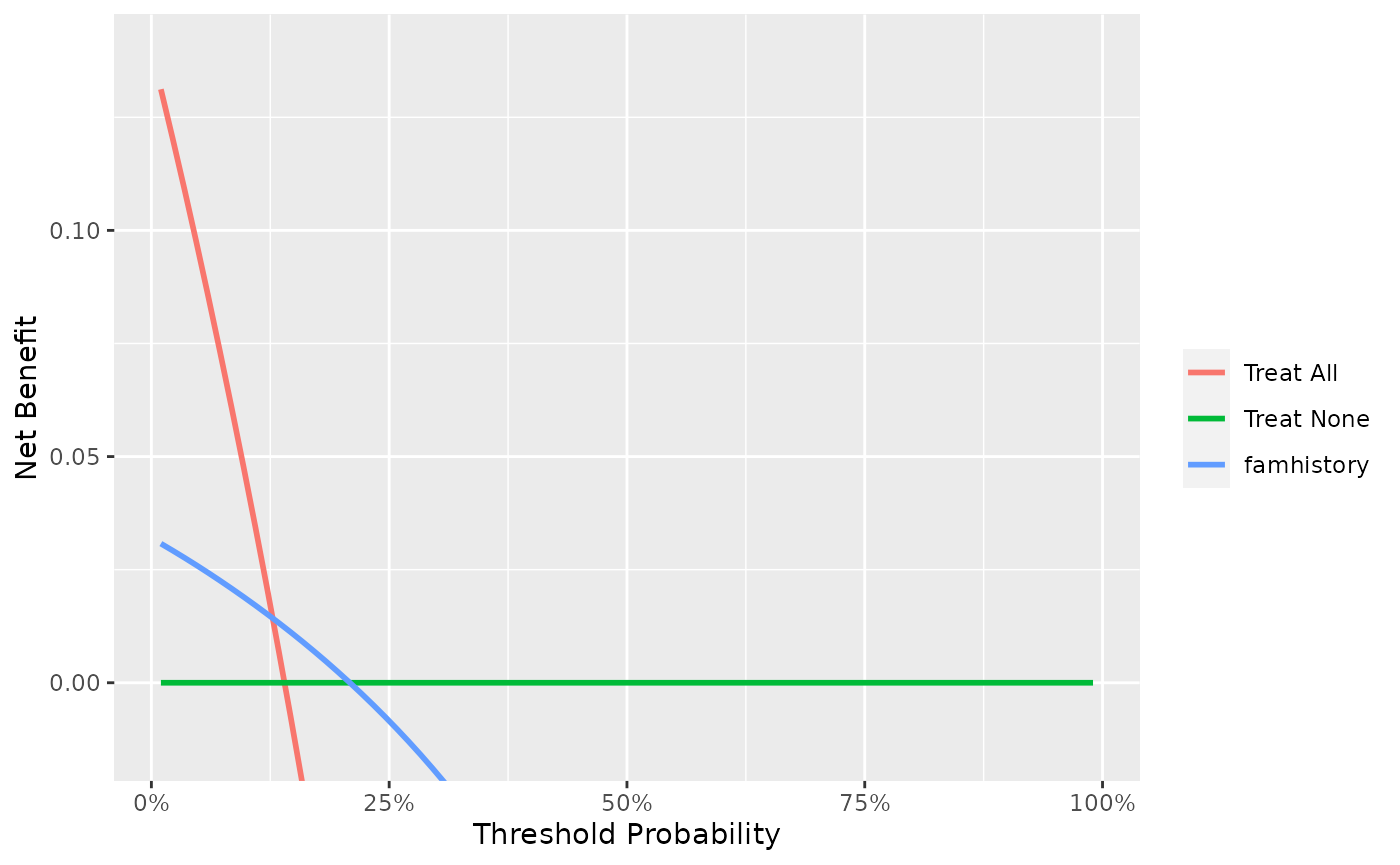 Net Benefit
0.10
0.05
0.00
0%
25%
50%
75%
100%
Threshold Probability
Treat All
Treat None
famhistory